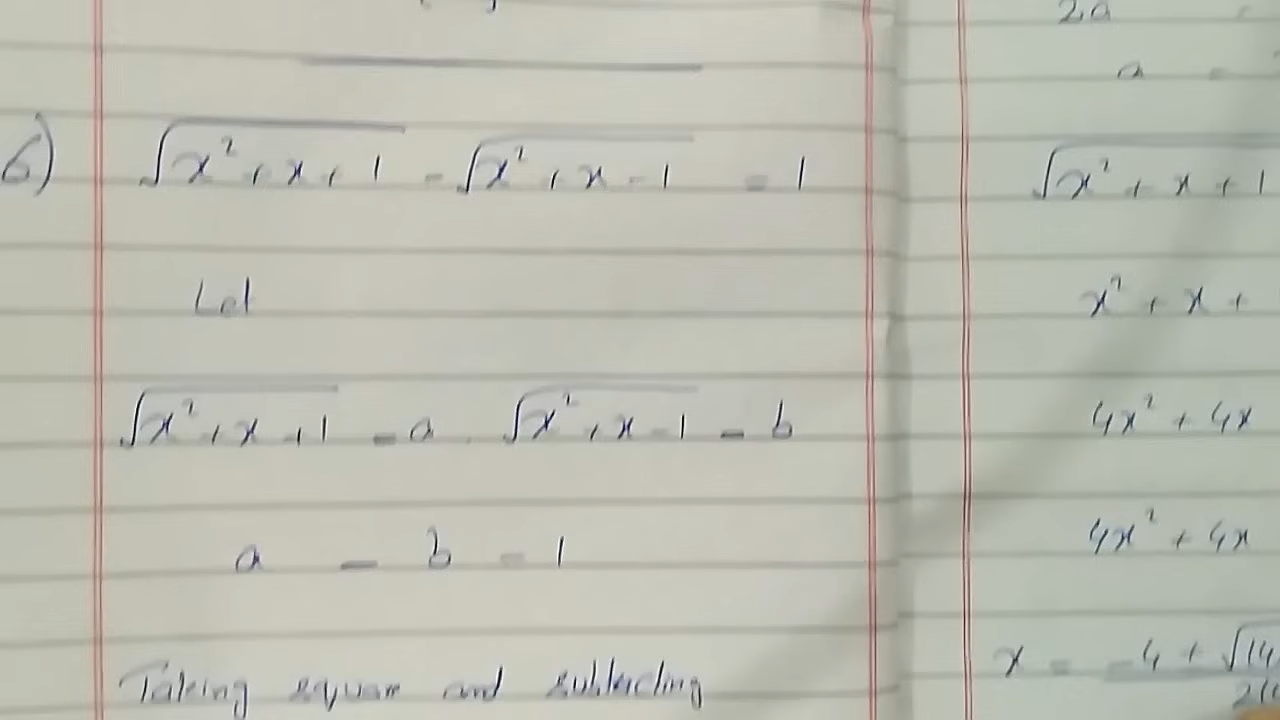 6) √(x² + x + 1) - √(x² + x - 1) = 1
Let
√(x² + x + 1) = a . √(x² + x - 1) = b
a - b = 1
Taking square and subtracting
2a
a =
√(x² + x + 1
x² + x +
4x² + 4x
4x² + 4x
x = -4 + √14